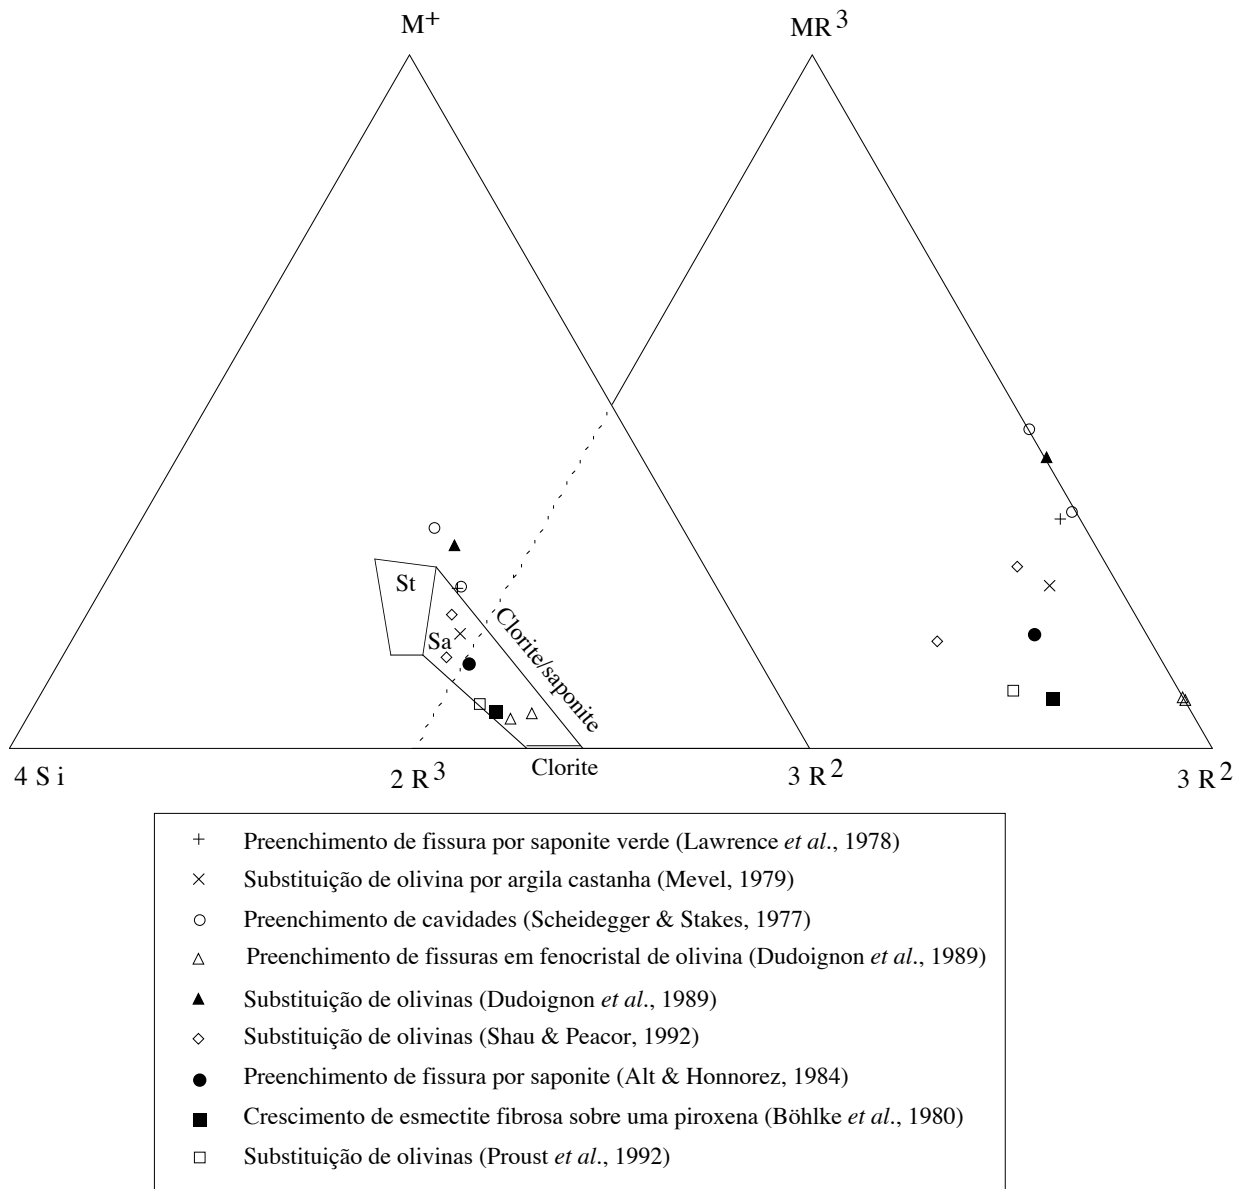 M+
MR3
St
Sa
Clorite/saponite
Clorite
4 Si
2 R3
3 R2
3 R2
Preenchimento de fissura por saponite verde (Lawrence et al., 1978)
Substituição de olivina por argila castanha (Mevel, 1979)
Preenchimento de cavidades (Scheidegger & Stakes, 1977)
Preenchimento de fissuras em fenocristal de olivina (Dudoignon et al., 1989)
Substituição de olivinas (Dudoignon et al., 1989)
Substituição de olivinas (Shau & Peacor, 1992)
Preenchimento de fissura por saponite (Alt & Honnorez, 1984)
Crescimento de esmectite fibrosa sobre uma piroxena (Böhlke et al., 1980)
Substituição de olivinas (Proust et al., 1992)